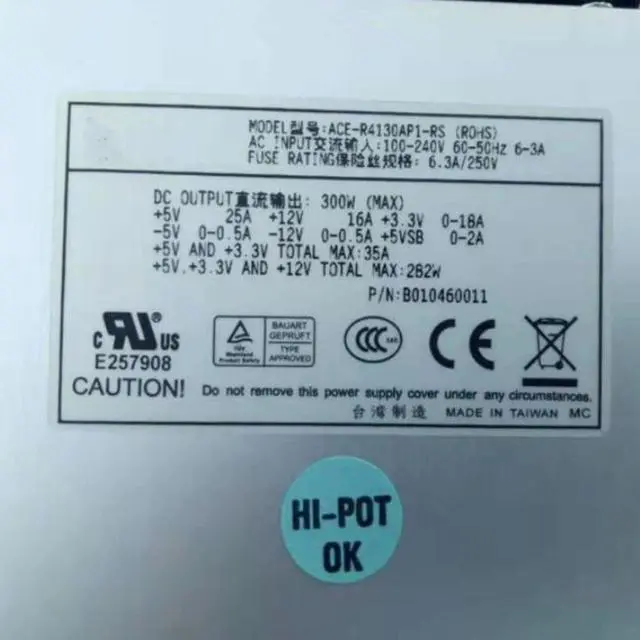 MODEL型号: ACE-R4130AP1-RS (ROHS)
AC INPUT交流输入: 100-240V 60-50Hz 6-3A
FUSE RATING保险丝规格: 6.3A/250V
DC OUTPUT直流输出: 300W (MAX)
+5V 25A +12V 16A +3.3V 0-18A
-5V 0-0.5A -12V 0-0.5A +5VSB 0-2A
+5V AND +3.3V TOTAL MAX:35A
+5V,+3.3V AND +12V TOTAL MAX:282W
P/N:B010460011
c RU US ®
E257908
BAUART GEPRUFT
TYPE APPROVED
CCC
CE
CAUTION! Do not remove this power supply cover under any circumstances.
台灣製造 MADE IN TAIWAN MC
HI-POT
OK